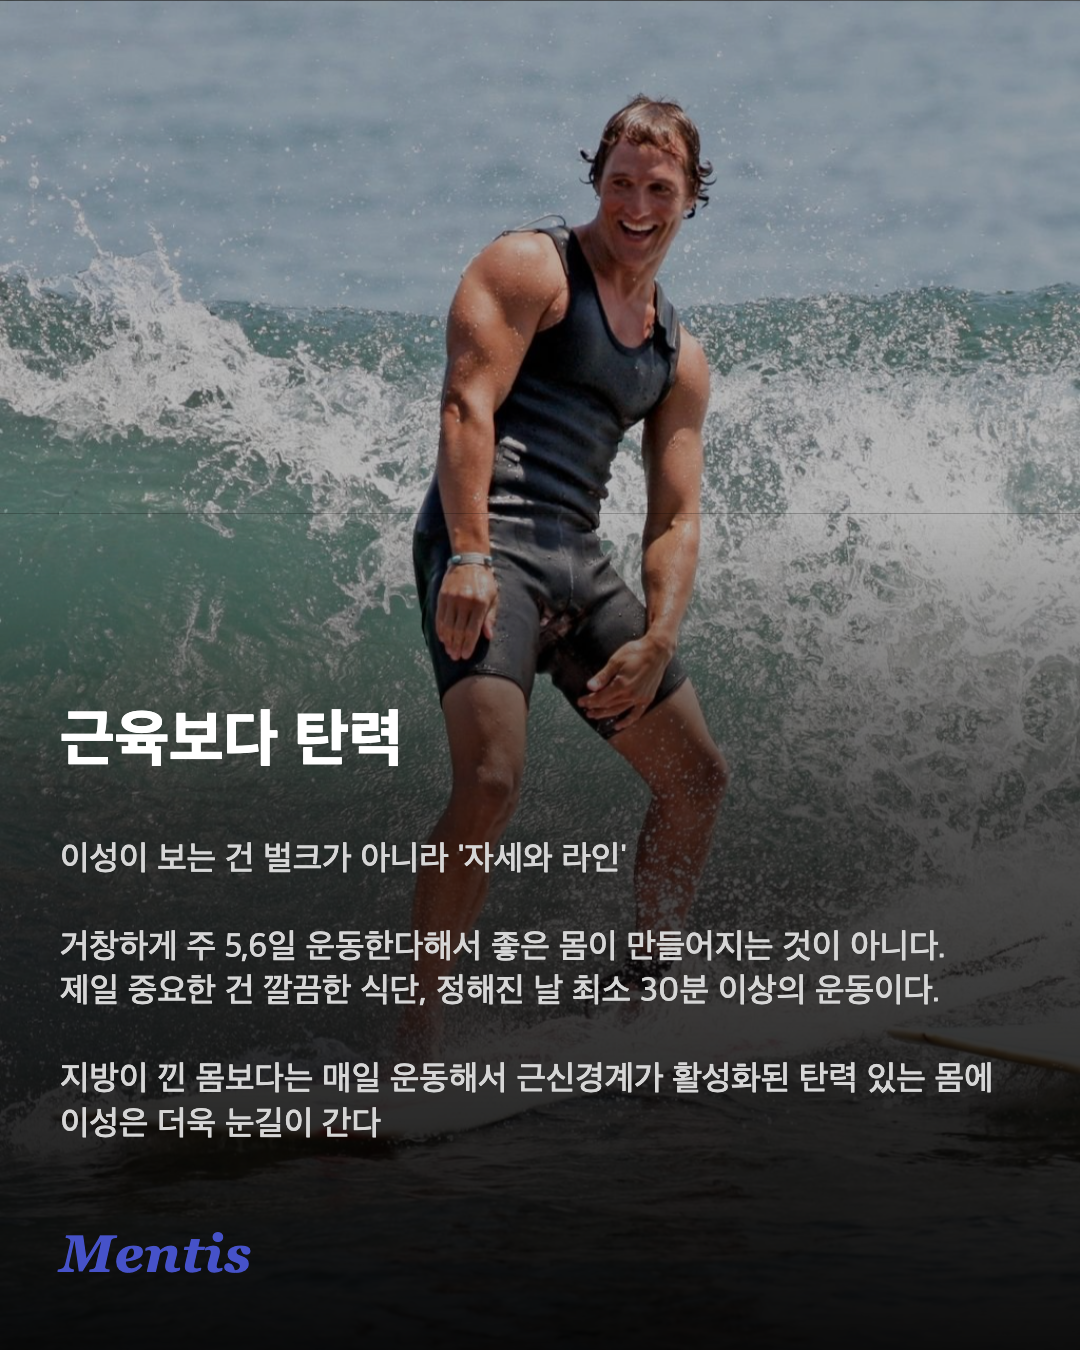 근육보다 탄력
이성이 보는 건 벌크가 아니라 '자세와 라인'
거창하게 주 5,6일 운동한다해서 좋은 몸이 만들어지는 것이 아니다.
제일 중요한 건 깔끔한 식단, 정해진 날 최소 30분 이상의 운동이다.
지방이 낀 몸보다는 매일 운동해서 근신경계가 활성화된 탄력 있는 몸에
이성은 더욱 눈길이 간다
Mentis